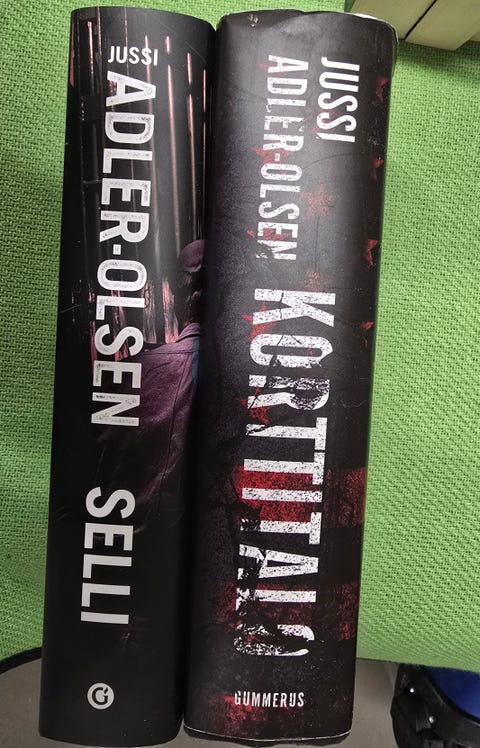 JUSSI
ADLER-OLSEN
SELLI
G
JUSSI
ADLER-OLSEN
KORTTITALO
GUMMERUS